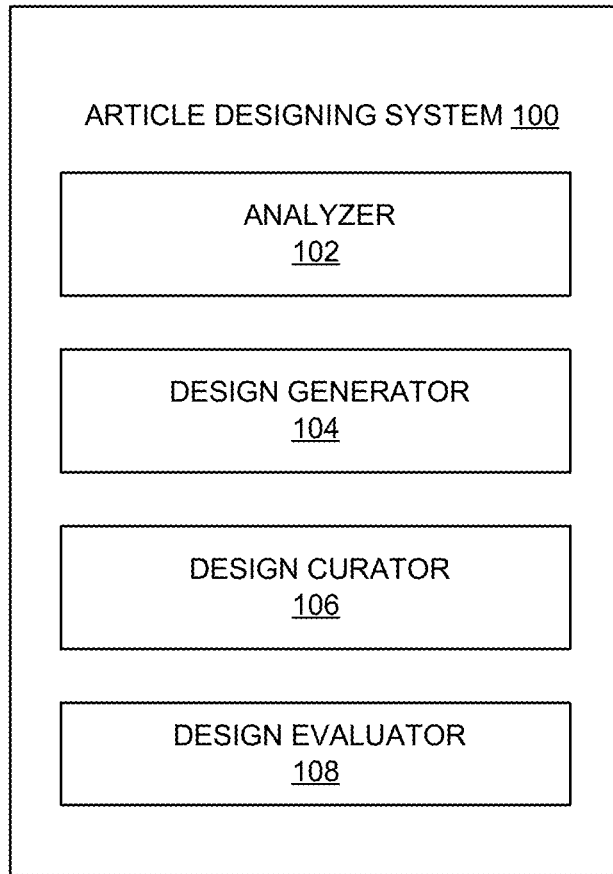 ARTICLE DESIGNING SYSTEM 100
ANALYZER
102
DESIGN GENERATOR
104
DESIGN CURATOR
106
DESIGN EVALUATOR
108